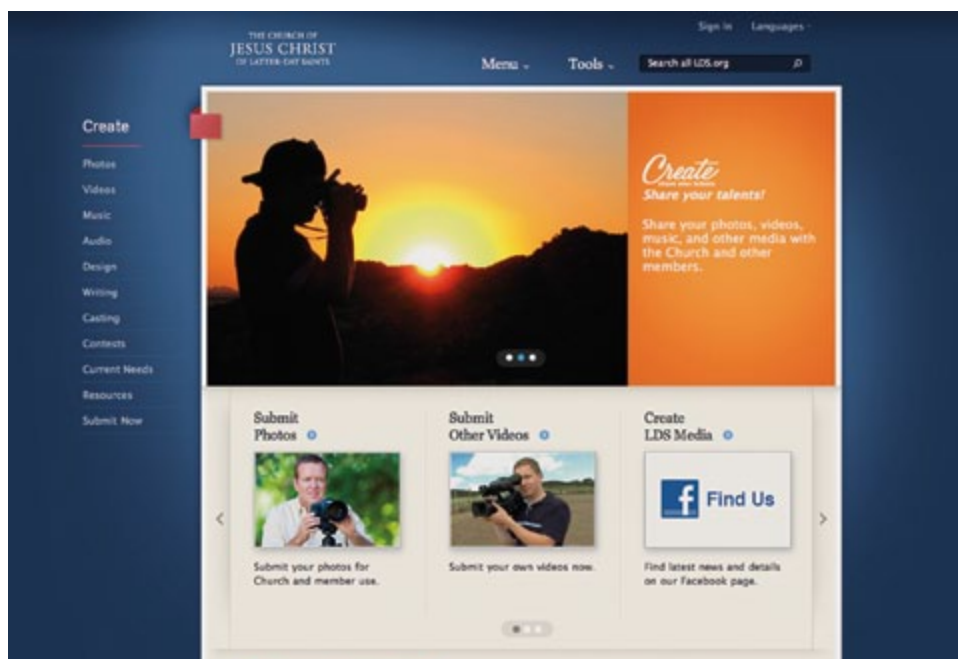 Sign In Languages
THE CHURCH OF
JESUS CHRIST
OF LATTER-DAY SAINTS
Menu Tools Search all LDS.org
Create
Photos
Videos
Music
Audio
Design
Writing
Casting
Contests
Current Needs
Resources
Submit Now
Create
share your talents
Share your talents!
Share your photos, videos,
music, and other media with
the Church and other
members.
Submit
Photos
Submit your photos for
Church and member use.
Submit
Other Videos
Submit your own videos now.
Create
LDS Media
f Find Us
Find latest news and details
on our Facebook page.